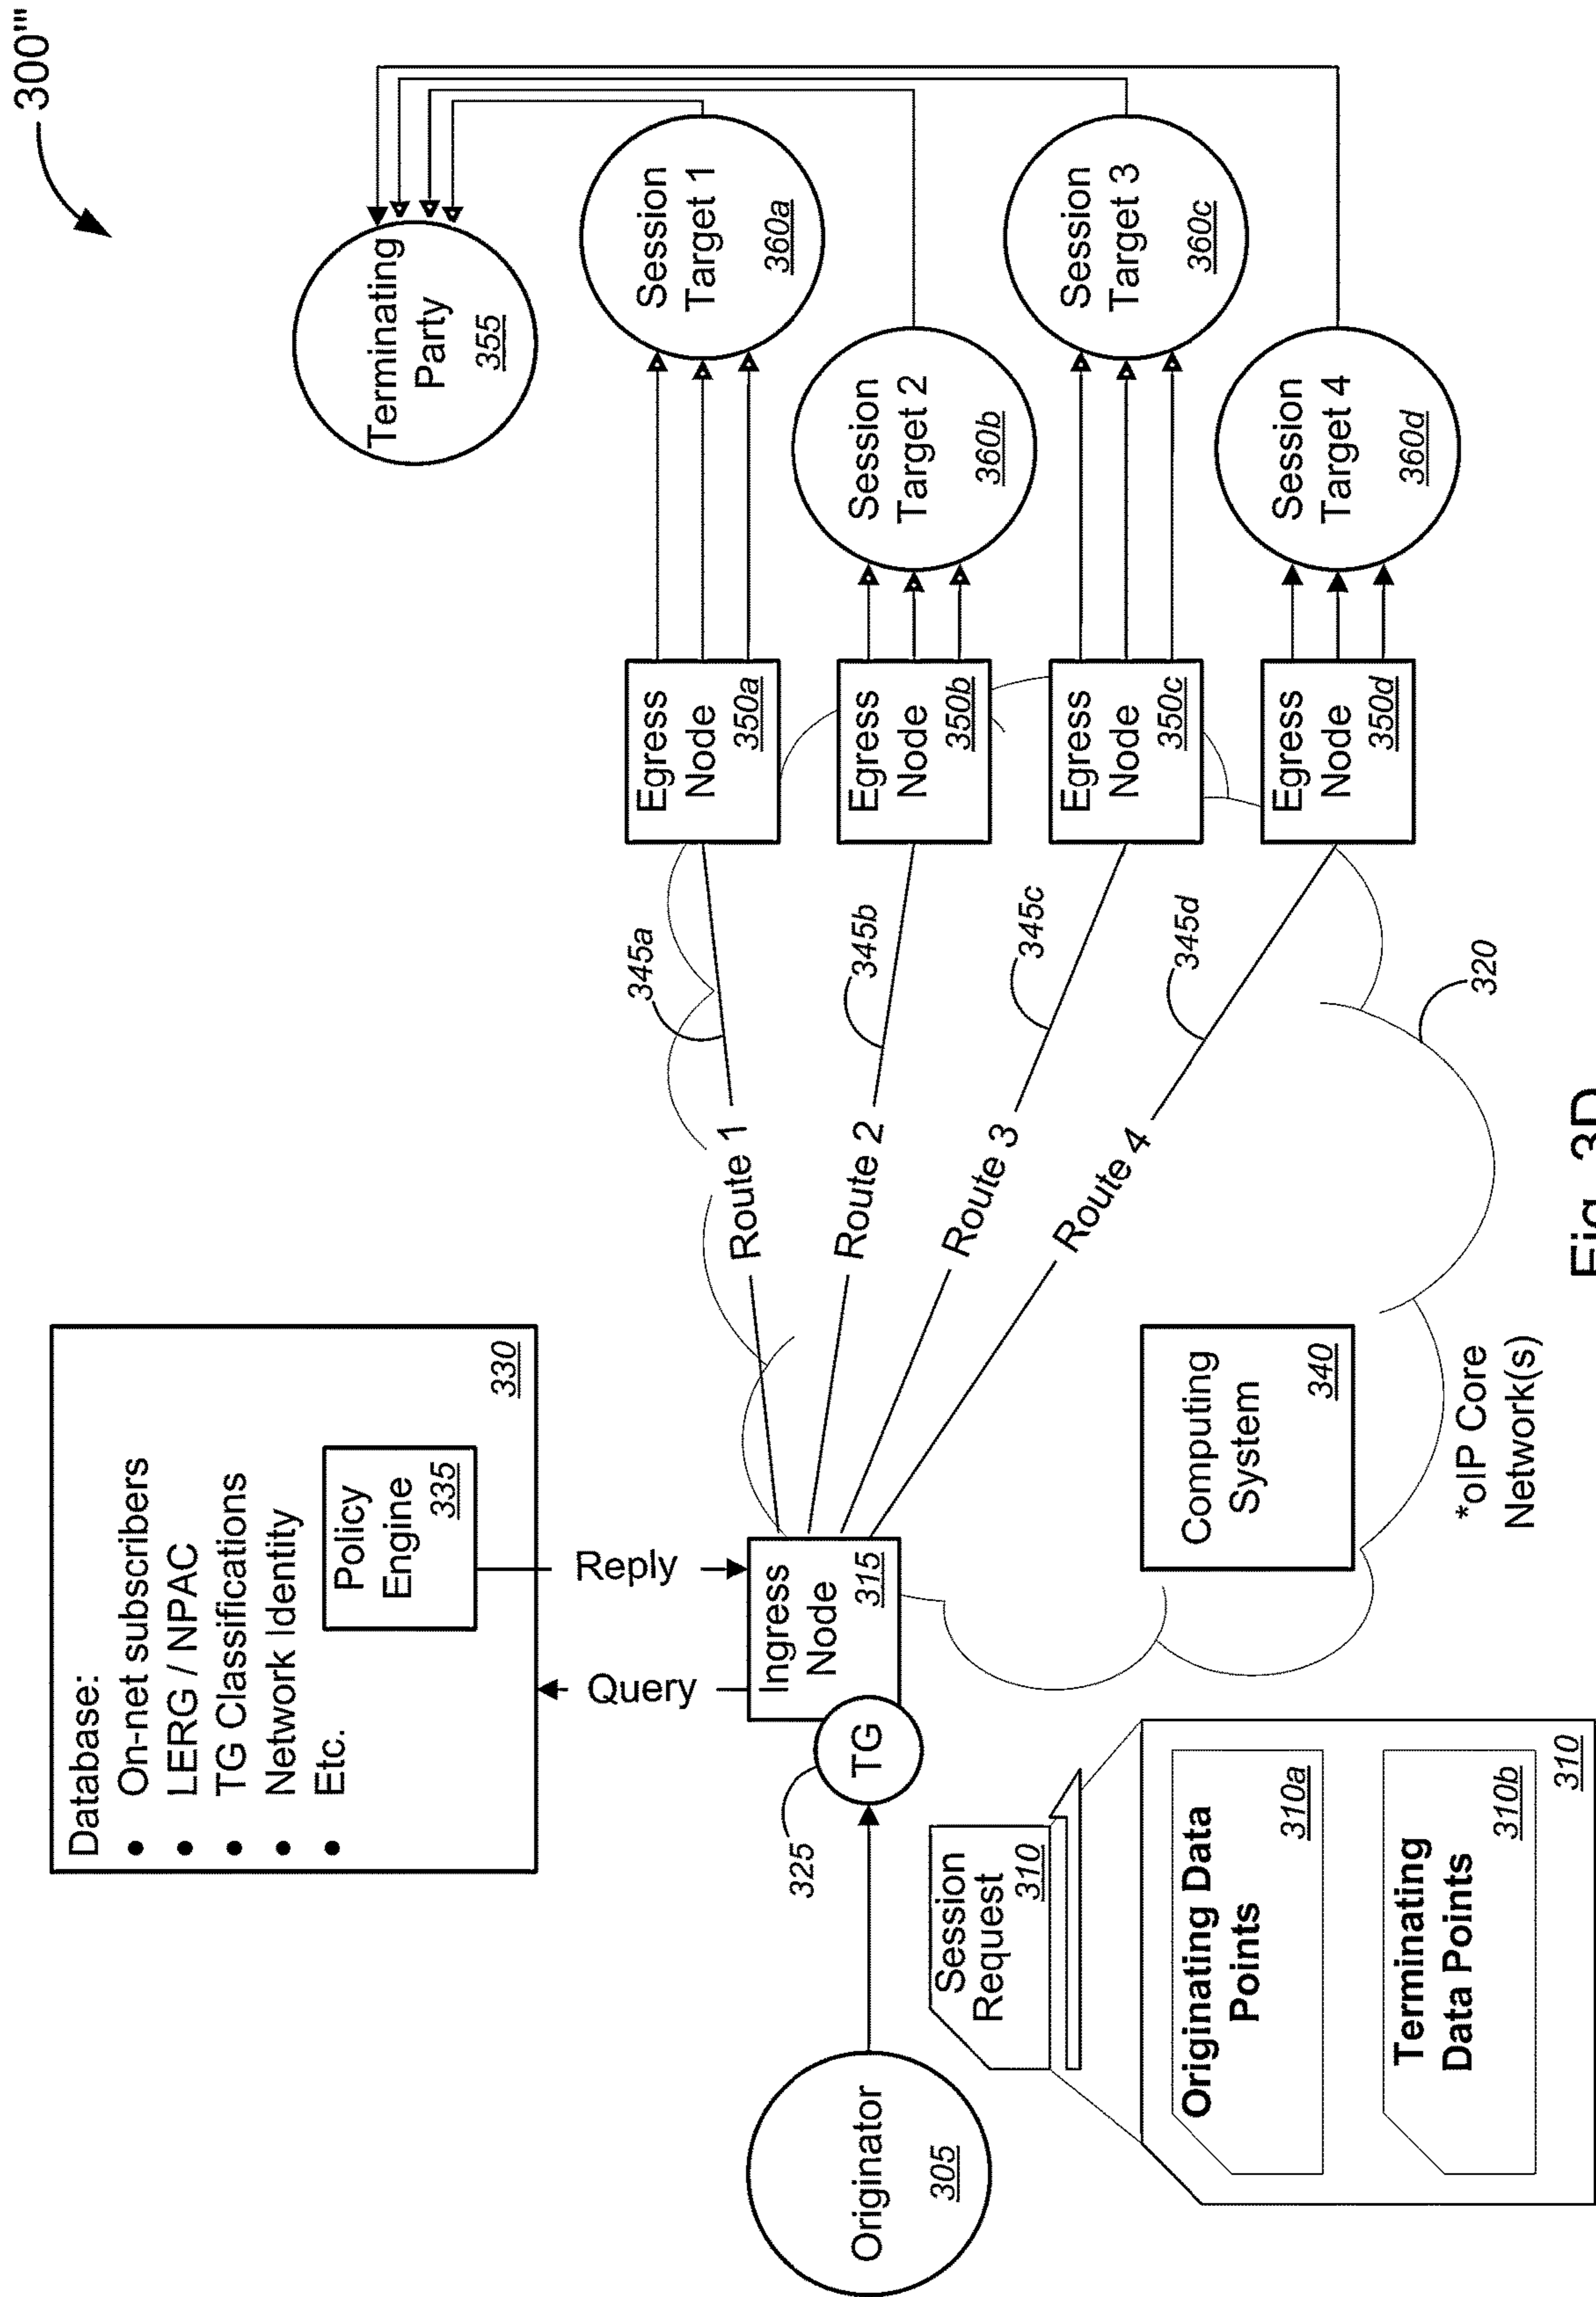 300'''
Database:
• On-net subscribers
• LERG / NPAC
• TG Classifications
• Network Identity
• Etc.
Policy
Engine
335
330
Query
Reply
Terminating
Party
355
Originator
305
325
TG
Ingress
Node
315
Route 1
Route 2
Route 3
Route 4
345a
345b
345c
345d
Egress
Node
350a
Egress
Node
350b
Egress
Node
350c
Egress
Node
350d
Session
Target 1
360a
Session
Target 2
360b
Session
Target 3
360c
Session
Target 4
360d
Session
Request
310
Originating Data
Points
310a
Terminating
Data Points
310b
310
Computing
System
340
320
*oIP Core
Network(s)
Fig. 3D